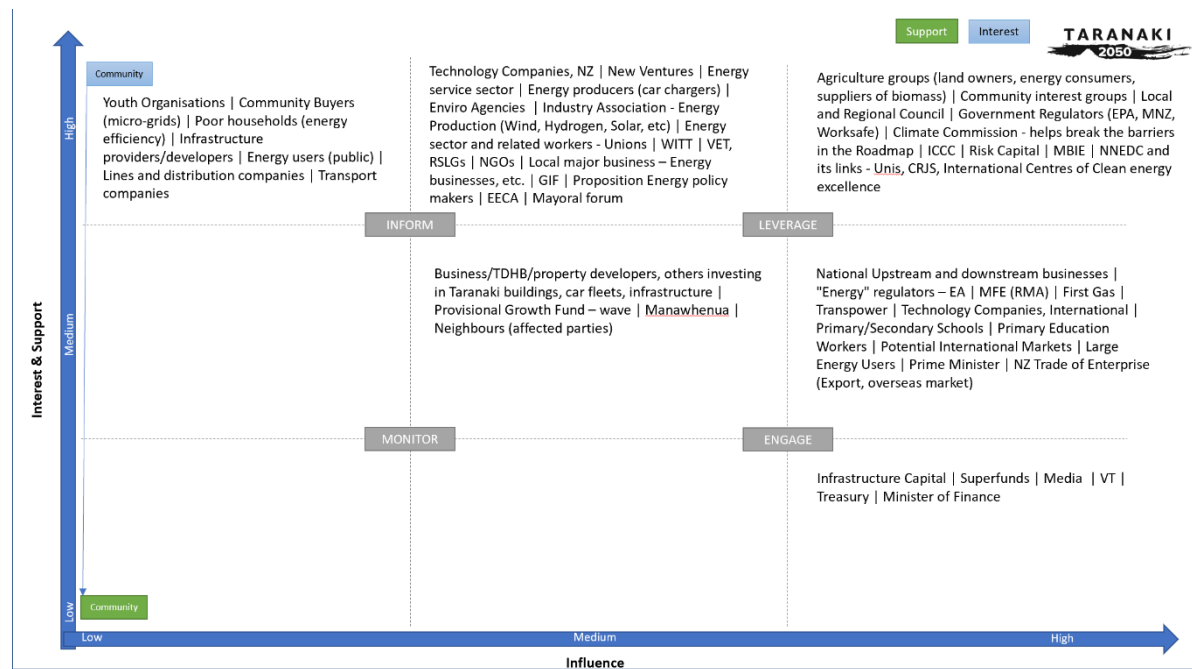 Support
Interest
TARANAKI
2050
Community
Youth Organisations | Community Buyers
(micro-grids) | Poor households (energy
efficiency) | Infrastructure
providers/developers | Energy users (public) |
Lines and distribution companies | Transport
companies
Technology Companies, NZ | New Ventures | Energy
service sector | Energy producers (car chargers) |
Enviro Agencies | Industry Association - Energy
Production (Wind, Hydrogen, Solar, etc) | Energy
sector and related workers - Unions | WITT | VET,
RSLGs | NGOs | Local major business – Energy
businesses, etc. | GIF | Proposition Energy policy
makers | EECA | Mayoral forum
Agriculture groups (land owners, energy consumers,
suppliers of biomass) | Community interest groups | Local
and Regional Council | Government Regulators (EPA, MNZ,
Worksafe) | Climate Commission - helps break the barriers
in the Roadmap | ICCC | Risk Capital | MBIE | NNEDC and
its links - Unis, CRJS, International Centres of Clean energy
excellence
High
INFORM
LEVERAGE
Business/TDHB/property developers, others investing
in Taranaki buildings, car fleets, infrastructure |
Provisional Growth Fund – wave | Manawhenua |
Neighbours (affected parties)
National Upstream and downstream businesses |
"Energy" regulators – EA | MFE (RMA) | First Gas |
Transpower | Technology Companies, International |
Primary/Secondary Schools | Primary Education
Workers | Potential International Markets | Large
Energy Users | Prime Minister | NZ Trade of Enterprise
(Export, overseas market)
Medium
Interest & Support
MONITOR
ENGAGE
Infrastructure Capital | Superfunds | Media | VT |
Treasury | Minister of Finance
Community
Low
Low
Medium
High
Influence